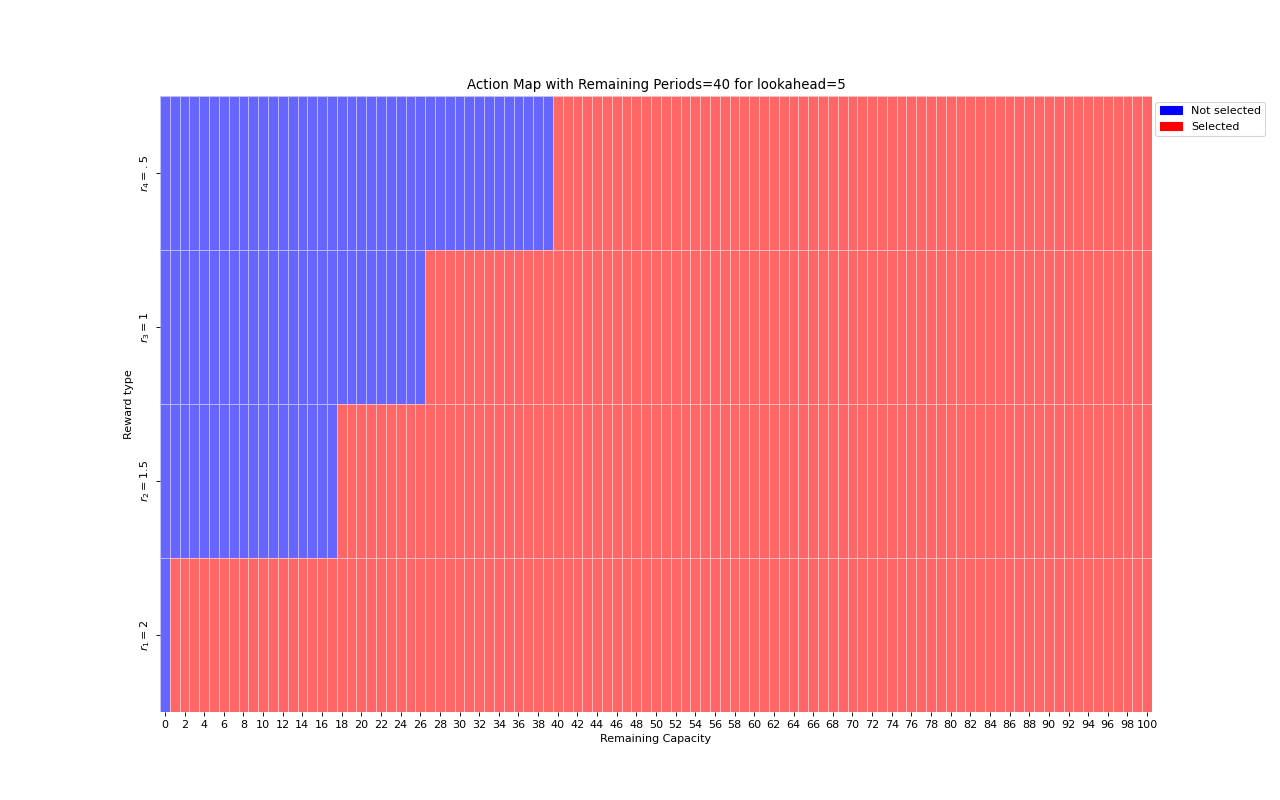 Action Map with Remaining Periods=40 for lookahead=5
Not selected
Selected
r₄ = .5
r₃ = 1
r₂ = 1.5
r₁ = 2
Reward type
0 2 4 6 8 10 12 14 16 18 20 22 24 26 28 30 32 34 36 38 40 42 44 46 48 50 52 54 56 58 60 62 64 66 68 70 72 74 76 78 80 82 84 86 88 90 92 94 96 98 100
Remaining Capacity